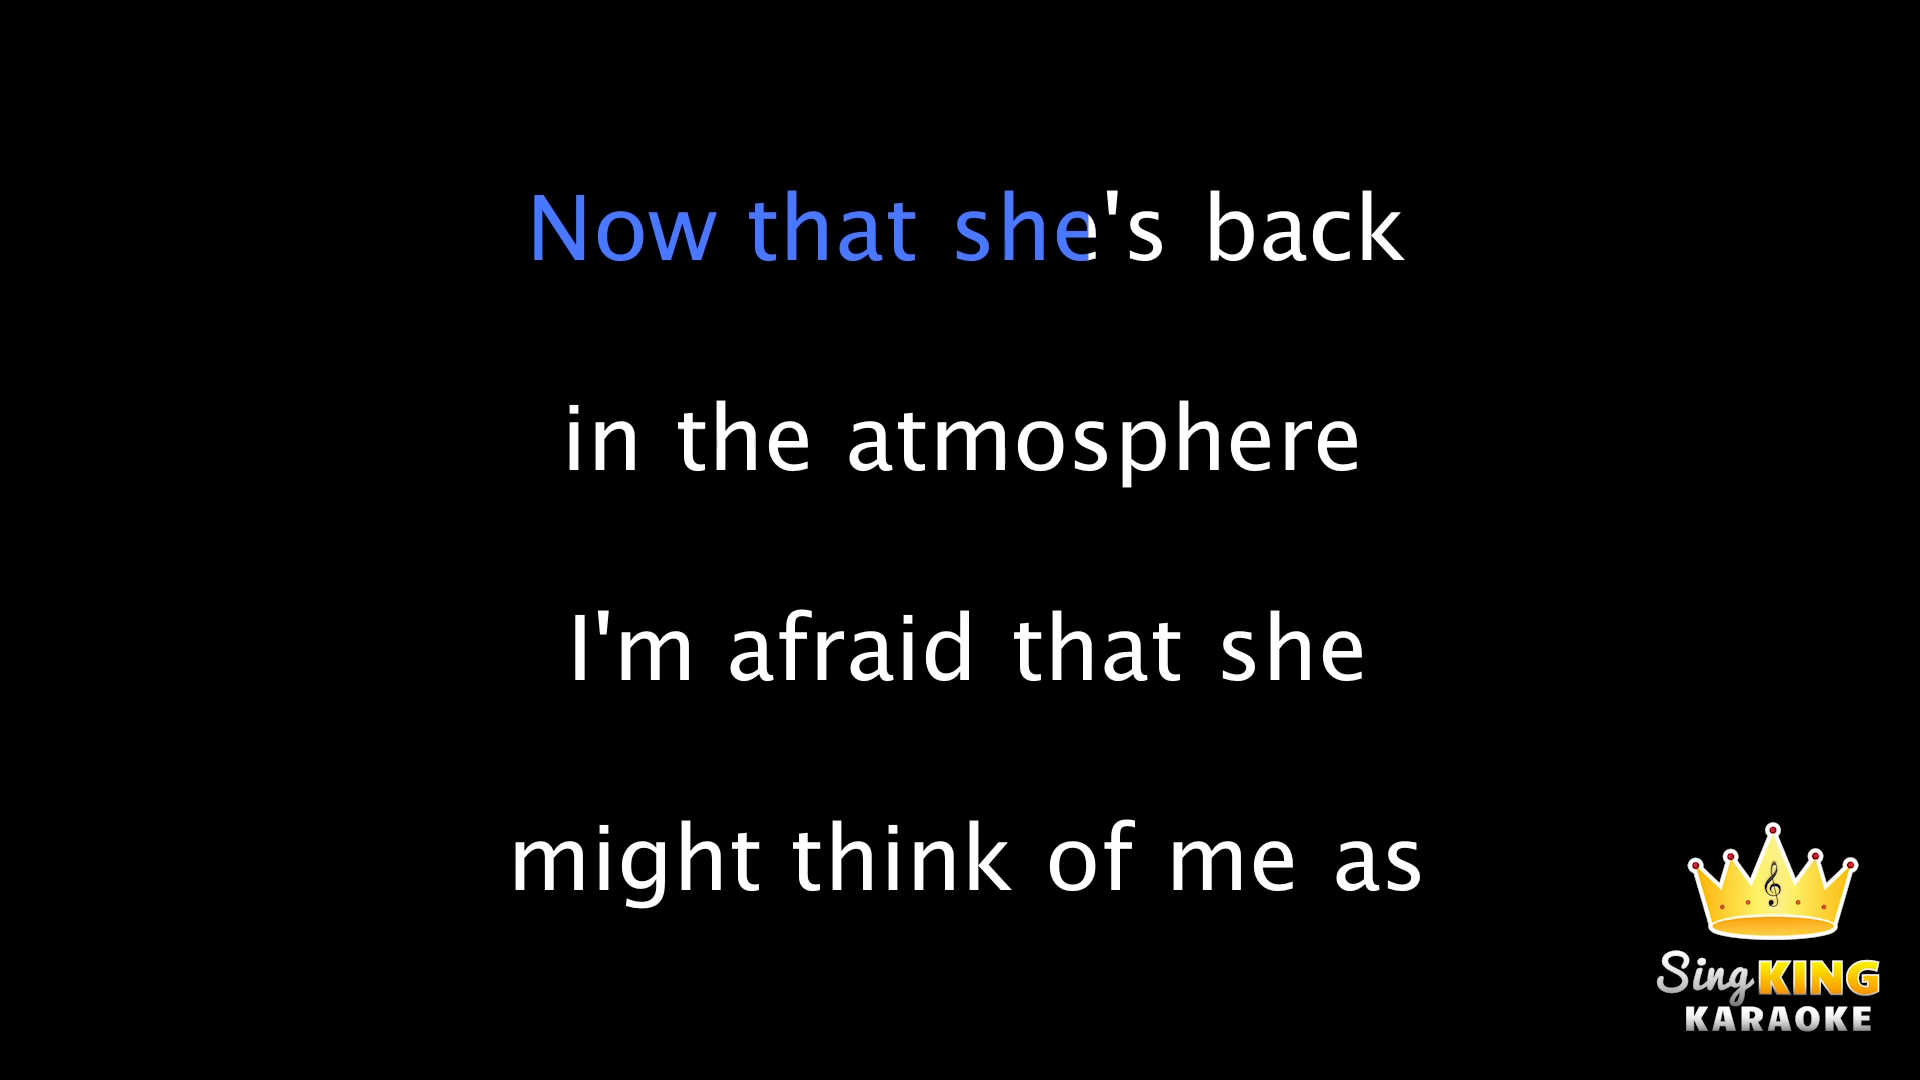 Now that she's back
in the atmosphere
I'm afraid that she
might think of me as
Sing KING
KARAOKE